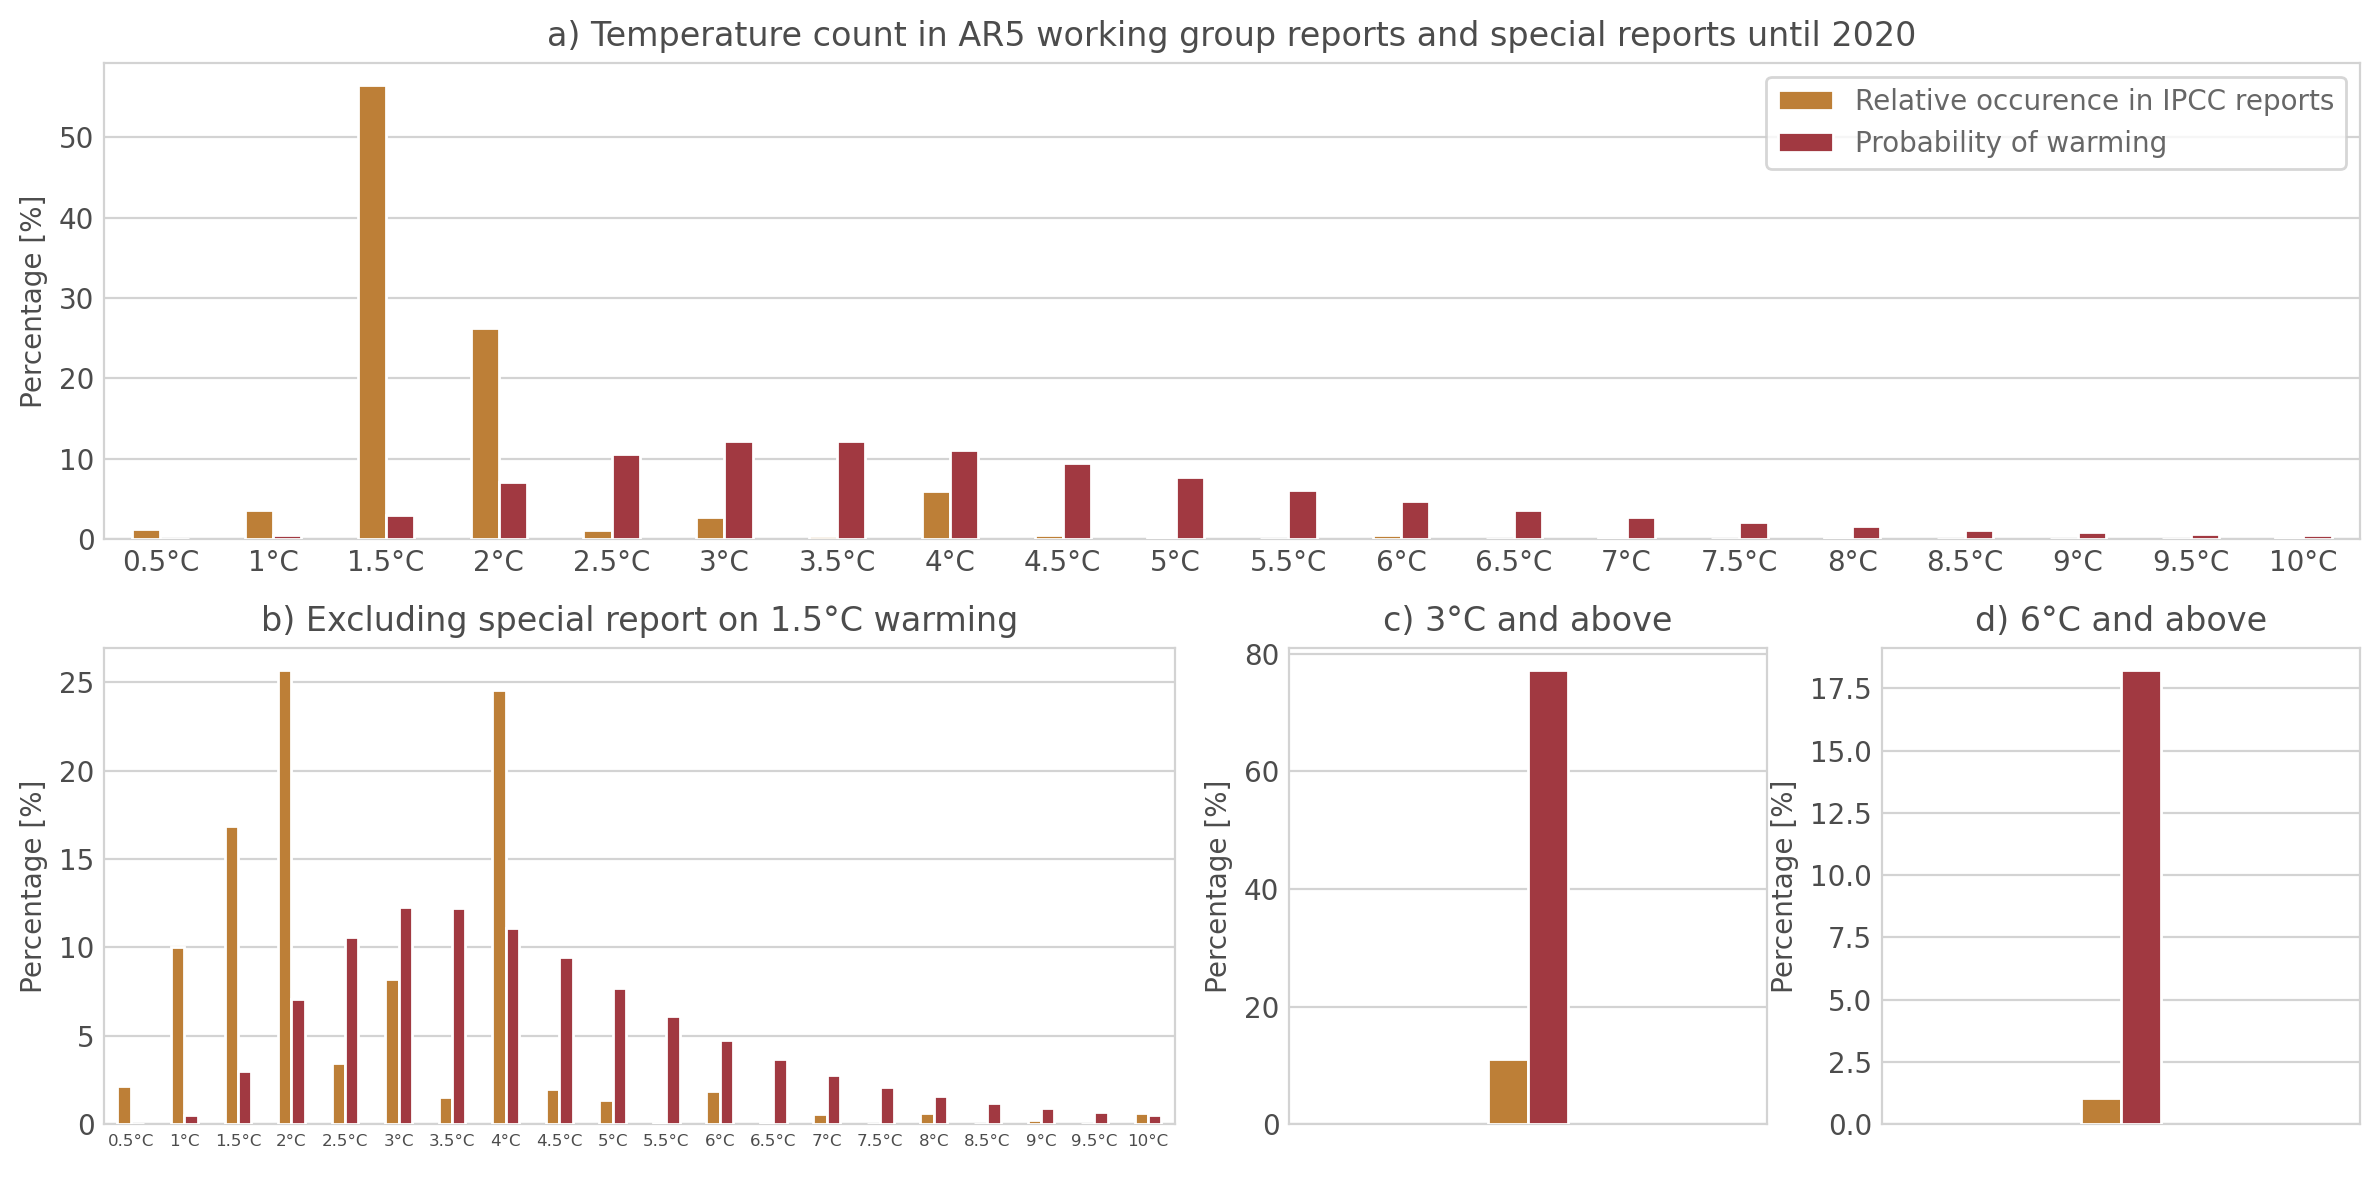 a) Temperature count in AR5 working group reports and special reports until 2020
Relative occurence in IPCC reports
Probability of warming
Percentage [%]
50
40
30
20
10
0
0.5°C 1°C 1.5°C 2°C 2.5°C 3°C 3.5°C 4°C 4.5°C 5°C 5.5°C 6°C 6.5°C 7°C 7.5°C 8°C 8.5°C 9°C 9.5°C 10°C
b) Excluding special report on 1.5°C warming
Percentage [%]
25
20
15
10
5
0
0.5°C 1°C 1.5°C 2°C 2.5°C 3°C 3.5°C 4°C 4.5°C 5°C 5.5°C 6°C 6.5°C 7°C 7.5°C 8°C 8.5°C 9°C 9.5°C 10°C
c) 3°C and above
Percentage [%]
80
60
40
20
0
d) 6°C and above
Percentage [%]
17.5
15.0
12.5
10.0
7.5
5.0
2.5
0.0